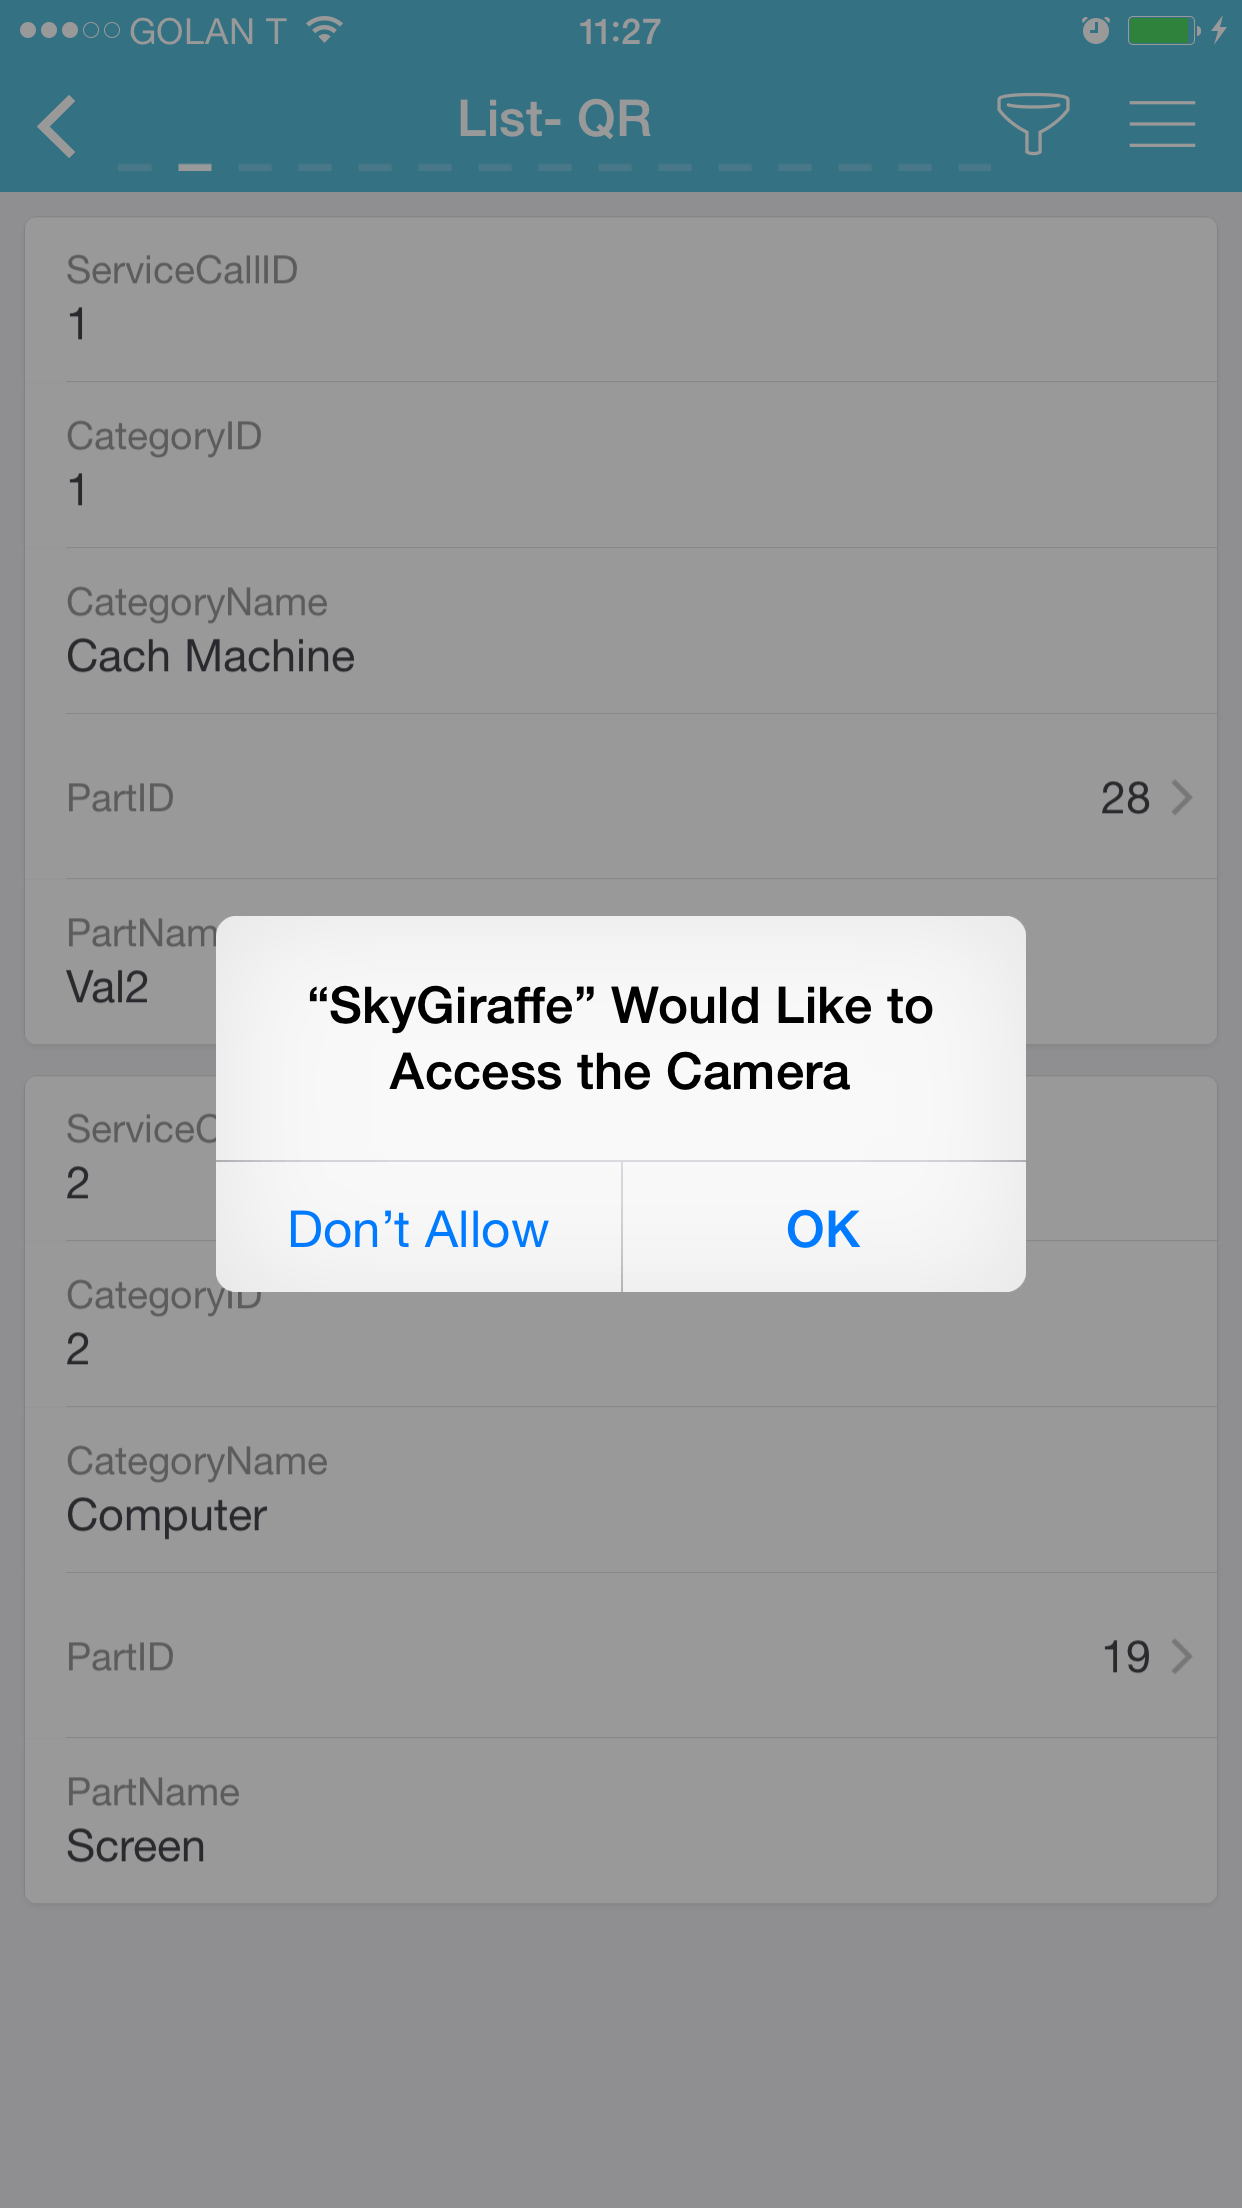 GOLAN T
11:27
List- QR
ServiceCallID
1
CategoryID
1
CategoryName
Cach Machine
PartID
28
PartNam
Val2
“SkyGiraffe” Would Like to
Access the Camera
Don’t Allow
OK
ServiceC
2
CategoryID
2
CategoryName
Computer
PartID
19
PartName
Screen